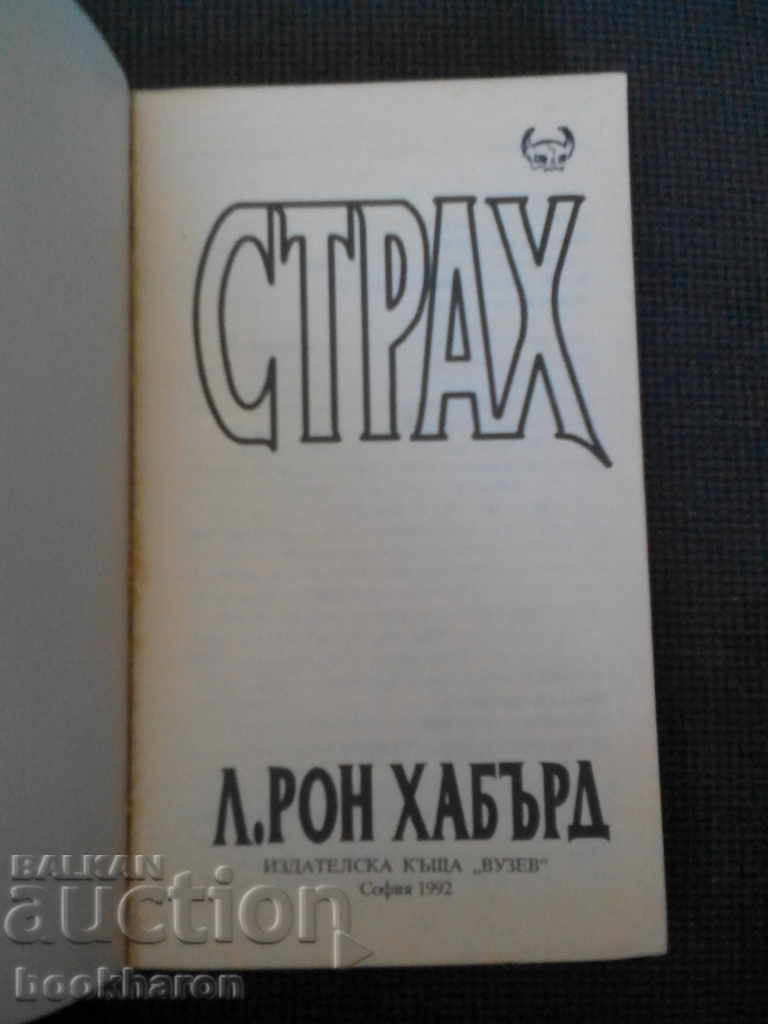 СТРАХ
Л.РОН ХАБЪРД
ИЗДАТЕЛСКА КЪЩА „ВУЗЕВ“
София 1992
BALKAN
auction
bookharon